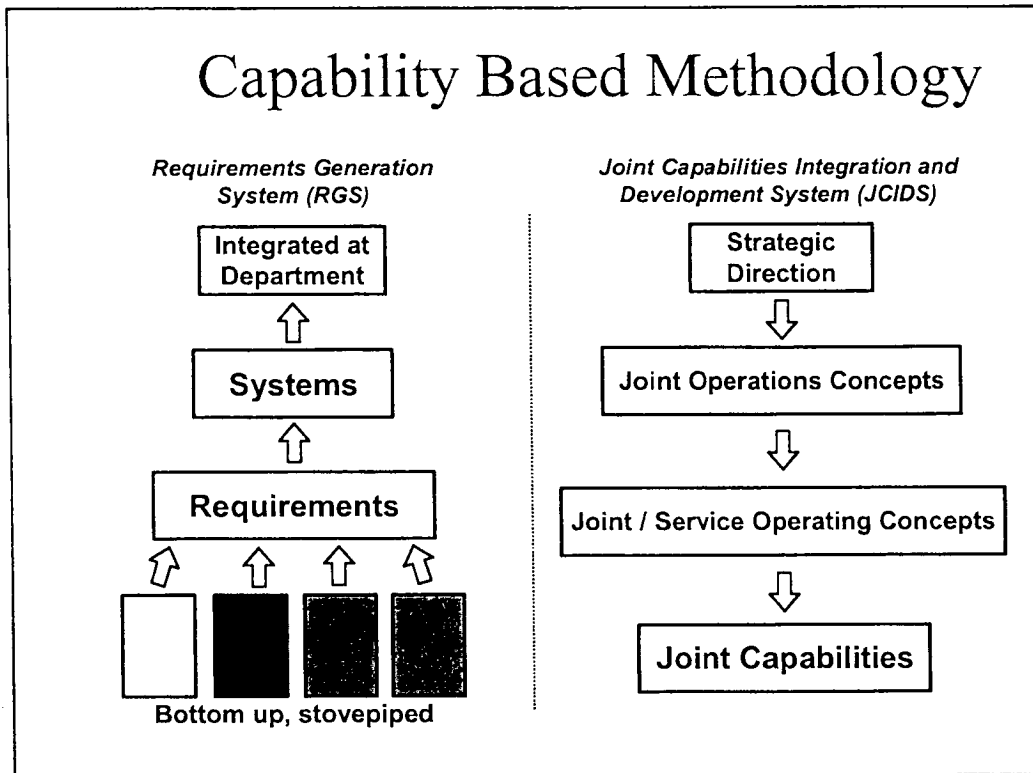 Capability Based Methodology
Requirements Generation
System (RGS)
Integrated at
Department
Systems
Requirements
Bottom up, stovepiped
Joint Capabilities Integration and
Development System (JCIDS)
Strategic
Direction
Joint Operations Concepts
Joint / Service Operating Concepts
Joint Capabilities